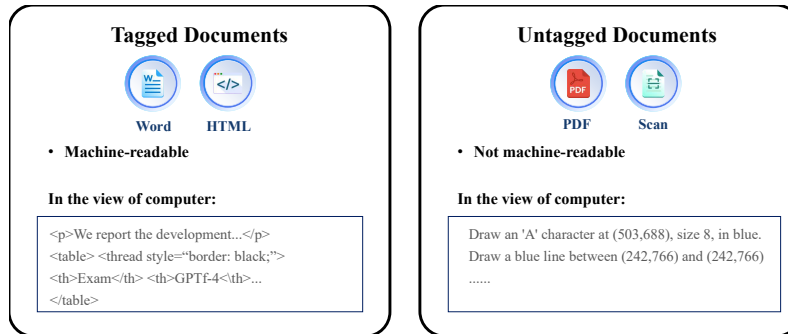 Tagged Documents
W
</>
Word HTML
• Machine-readable
In the view of computer:
<p>We report the development...</p>
<table> <thread style=“border: black;”>
<th>Exam</th> <th>GPTf-4<\th>...
</table>
Untagged Documents
PDF
PDF Scan
• Not machine-readable
In the view of computer:
Draw an 'A' character at (503,688), size 8, in blue.
Draw a blue line between (242,766) and (242,766)
......